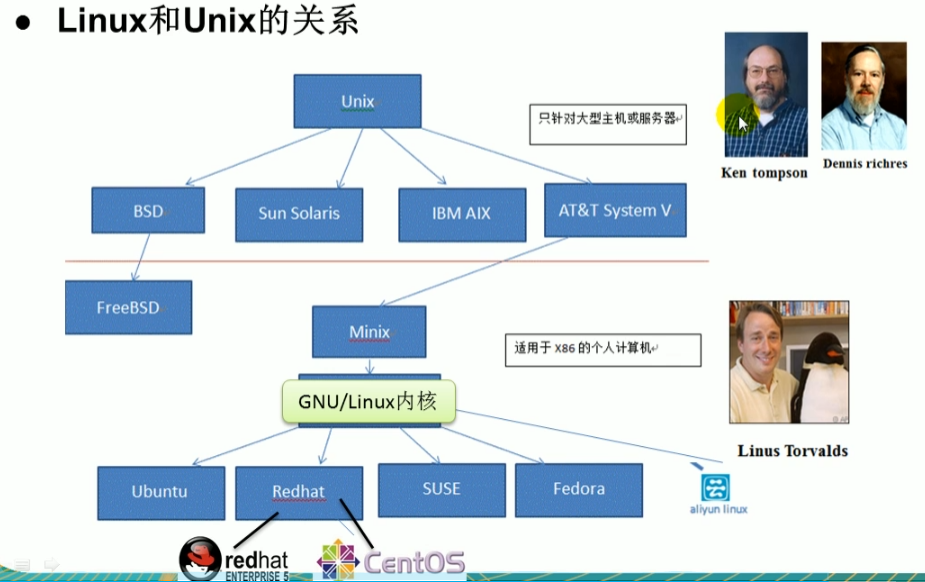 ● Linux和Unix的关系
Unix
只针对大型主机或服务器
Ken tompson
Dennis richres
BSD
Sun Solaris
IBM AIX
AT&T System V
FreeBSD
Minix
适用于 X86 的个人计算机
GNU/Linux内核
Linus Torvalds
Ubuntu
Redhat
SUSE
Fedora
aliyun linux
redhat
ENTERPRISE 5
CentOS